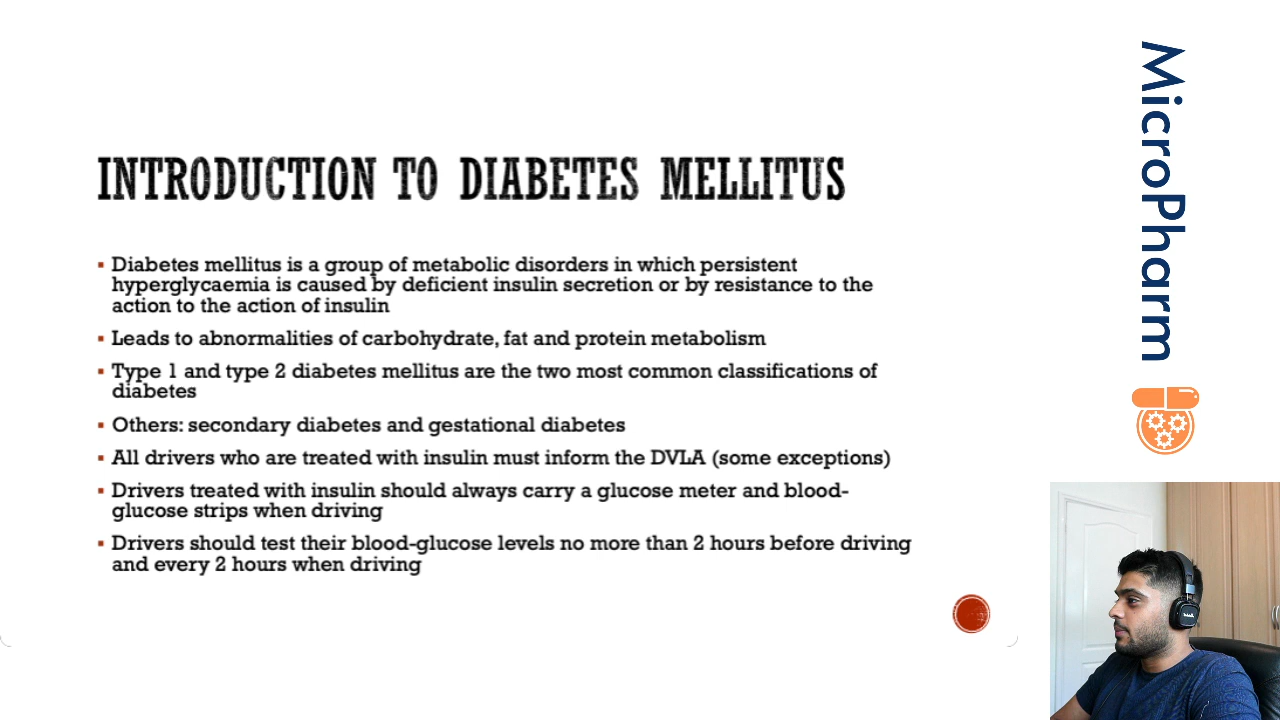 INTRODUCTION TO DIABETES MELLITUS
▪ Diabetes mellitus is a group of metabolic disorders in which persistent
hyperglycaemia is caused by deficient insulin secretion or by resistance to the
action to the action of insulin
▪ Leads to abnormalities of carbohydrate, fat and protein metabolism
▪ Type 1 and type 2 diabetes mellitus are the two most common classifications of
diabetes
▪ Others: secondary diabetes and gestational diabetes
▪ All drivers who are treated with insulin must inform the DVLA (some exceptions)
▪ Drivers treated with insulin should always carry a glucose meter and blood-
glucose strips when driving
▪ Drivers should test their blood-glucose levels no more than 2 hours before driving
and every 2 hours when driving
MicroPharm